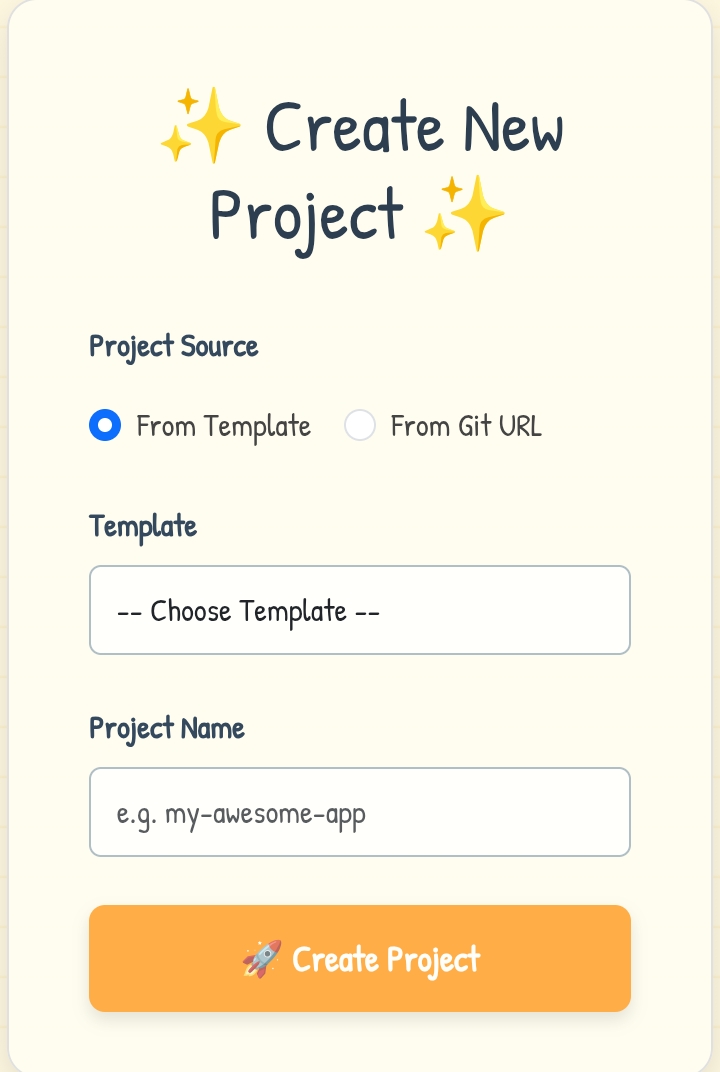 ✨ Create New
Project ✨
Project Source
From Template
From Git URL
Template
-- Choose Template --
Project Name
e.g. my-awesome-app
🚀 Create Project